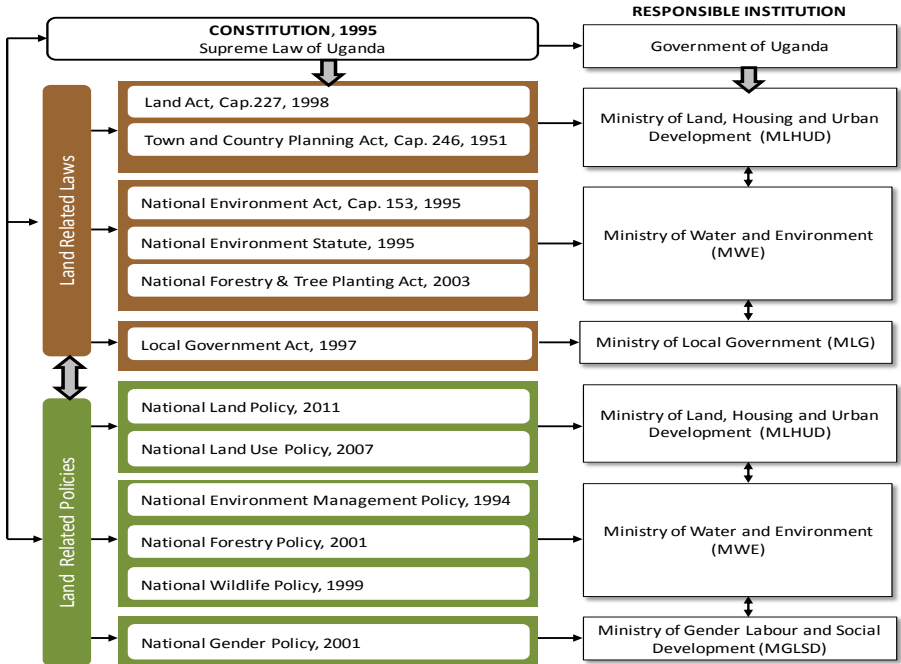 RESPONSIBLE INSTITUTION
CONSTITUTION, 1995
Supreme Law of Uganda
Government of Uganda
Land Related Laws
Land Act, Cap.227, 1998
Town and Country Planning Act, Cap. 246, 1951
Ministry of Land, Housing and Urban
Development (MLHUD)
National Environment Act, Cap. 153, 1995
National Environment Statute, 1995
National Forestry & Tree Planting Act, 2003
Ministry of Water and Environment
(MWE)
Local Government Act, 1997
Ministry of Local Government (MLG)
Land Related Policies
National Land Policy, 2011
National Land Use Policy, 2007
Ministry of Land, Housing and Urban
Development (MLHUD)
National Environment Management Policy, 1994
National Forestry Policy, 2001
National Wildlife Policy, 1999
Ministry of Water and Environment
(MWE)
National Gender Policy, 2001
Ministry of Gender Labour and Social
Development (MGLSD)